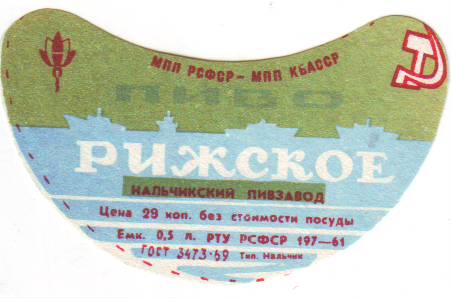 МПП РСФСР – МПП КБАССР
ПИВО
РИЖСКОЕ
НАЛЬЧИКСКИЙ ПИВЗАВОД
Цена 29 коп. без стоимости посуды
Емк. 0,5 л. РТУ РСФСР 197—61
ГОСТ 3473-69 Тип. Нальчик